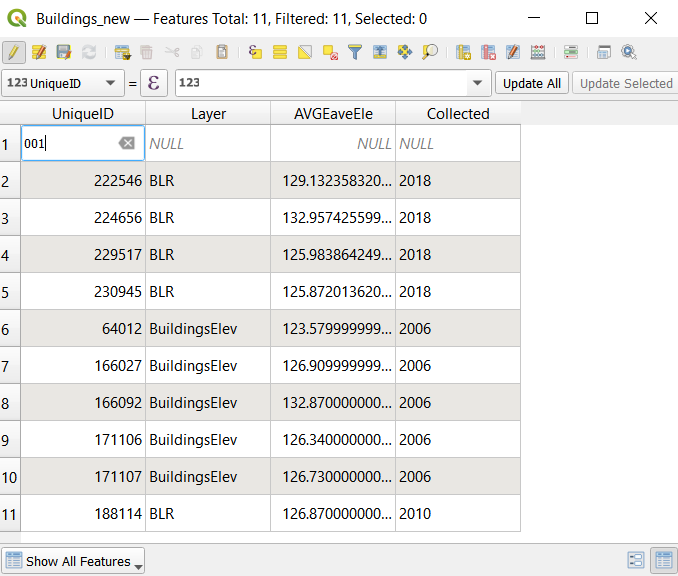 Buildings_new — Features Total: 11, Filtered: 11, Selected: 0
123 UniqueID = ε 123 Update All Update Selected
UniqueID Layer AVGEaveEle Collected
1 001 NULL NULL NULL
2 222546 BLR 129.132358320... 2018
3 224656 BLR 132.957425599... 2018
4 229517 BLR 125.983864249... 2018
5 230945 BLR 125.872013620... 2018
6 64012 BuildingsElev 123.579999999... 2006
7 166027 BuildingsElev 126.909999999... 2006
8 166092 BuildingsElev 132.870000000... 2006
9 171106 BuildingsElev 126.340000000... 2006
10 171107 BuildingsElev 126.730000000... 2006
11 188114 BLR 126.870000000... 2010
Show All Features